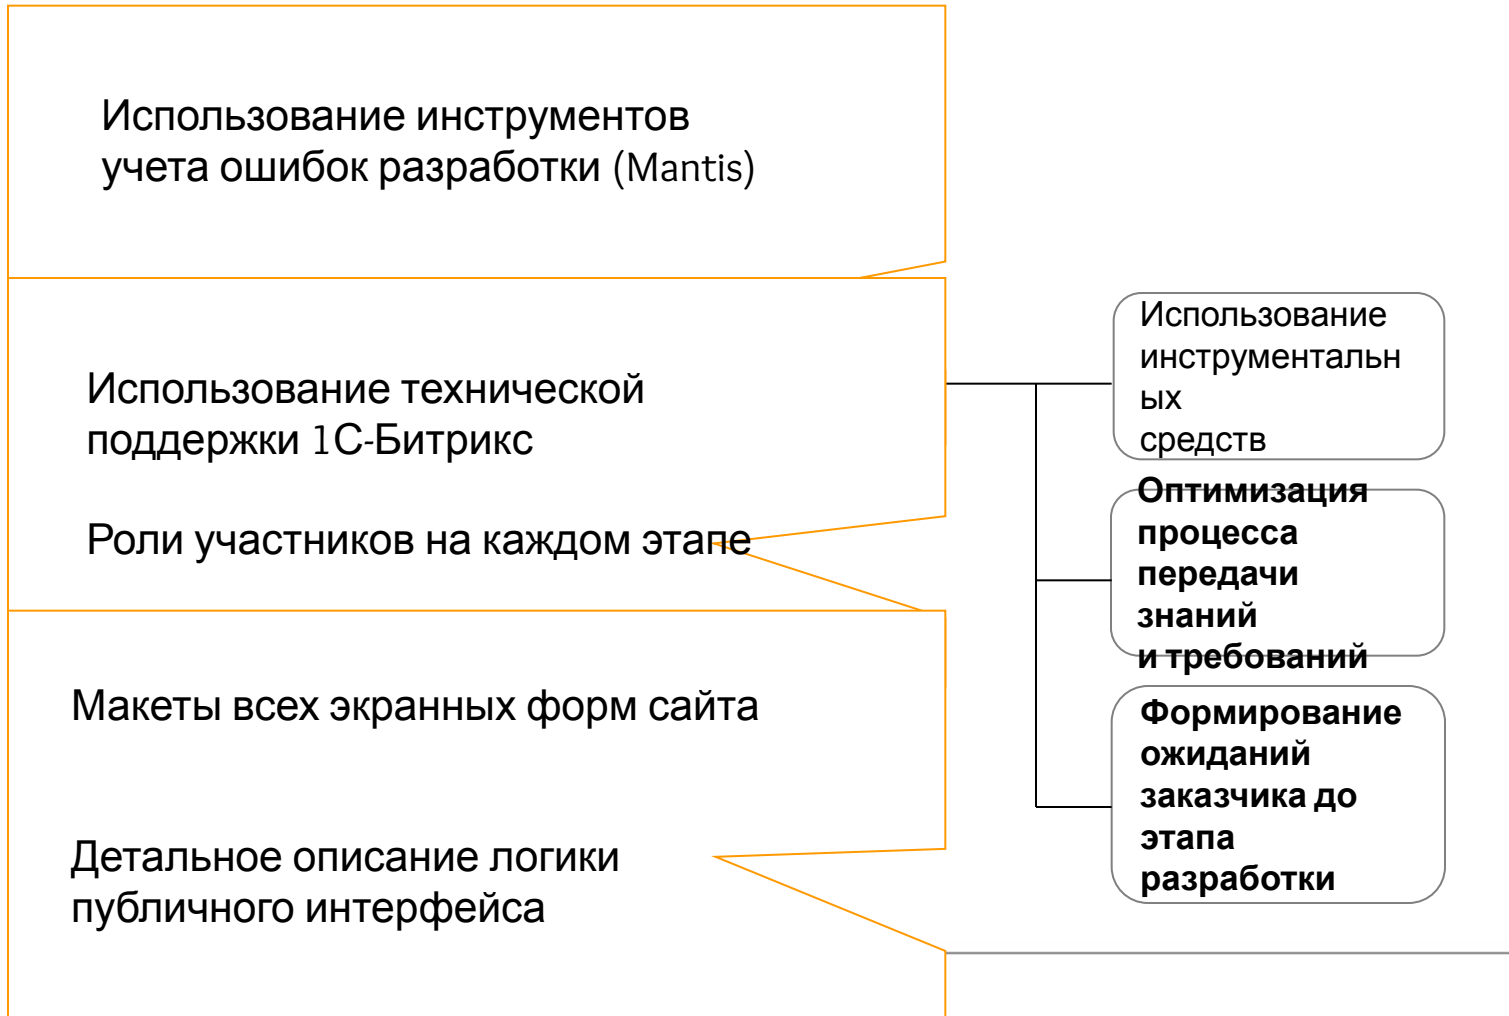 Использование инструментов
учета ошибок разработки (Mantis)
Использование технической
поддержки 1С-Битрикс
Роли участников на каждом этапе
Макеты всех экранных форм сайта
Детальное описание логики
публичного интерфейса
Использование
инструментальн
ых
средств
Оптимизация
процесса
передачи
знаний
и требований
Формирование
ожиданий
заказчика до
этапа
разработки